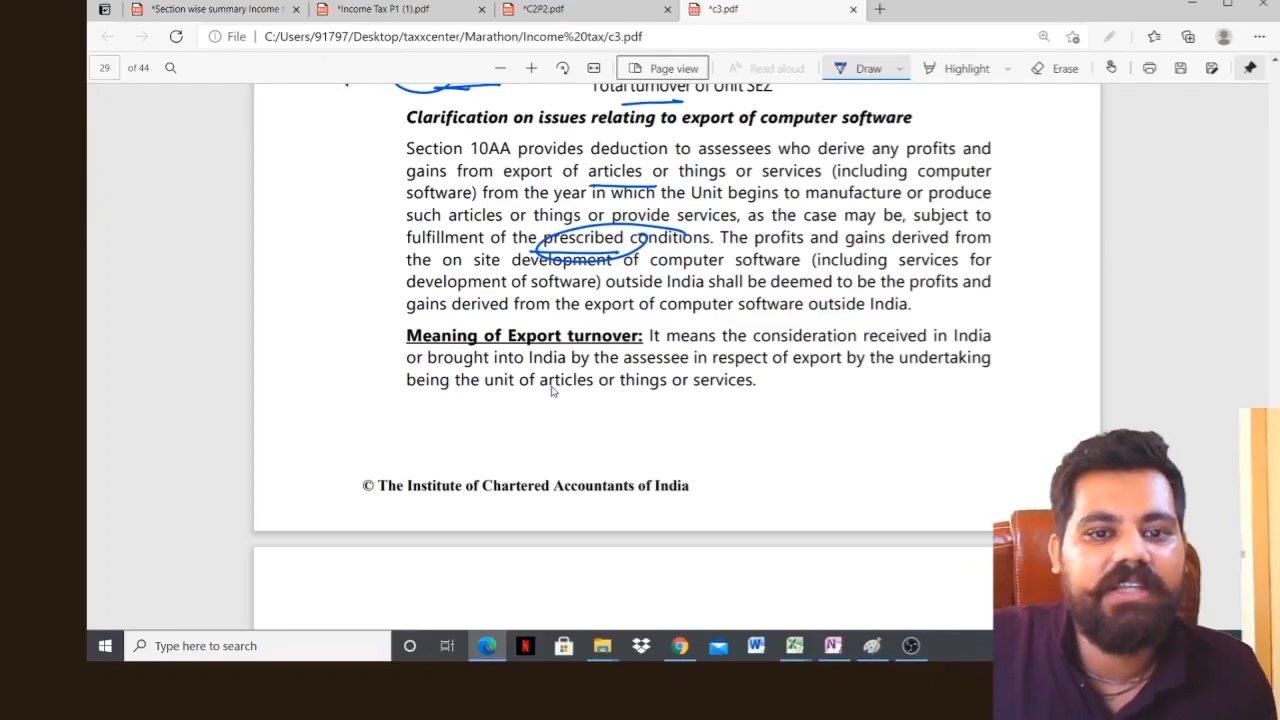 *Section wise summary Income t
*Income Tax P1 (1).pdf
*C2P2.pdf
*c3.pdf
File
C:/Users/91797/Desktop/taxxcenter/Marathon/Income%20tax/c3.pdf
29 of 44
Page view
Read aloud
Draw
Highlight
Erase
Total turnover of Unit SEZ
Clarification on issues relating to export of computer software
Section 10AA provides deduction to assessees who derive any profits and
gains from export of articles or things or services (including computer
software) from the year in which the Unit begins to manufacture or produce
such articles or things or provide services, as the case may be, subject to
fulfillment of the prescribed conditions. The profits and gains derived from
the on site development of computer software (including services for
development of software) outside India shall be deemed to be the profits and
gains derived from the export of computer software outside India.
Meaning of Export turnover: It means the consideration received in India
or brought into India by the assessee in respect of export by the undertaking
being the unit of articles or things or services.
© The Institute of Chartered Accountants of India
Type here to search